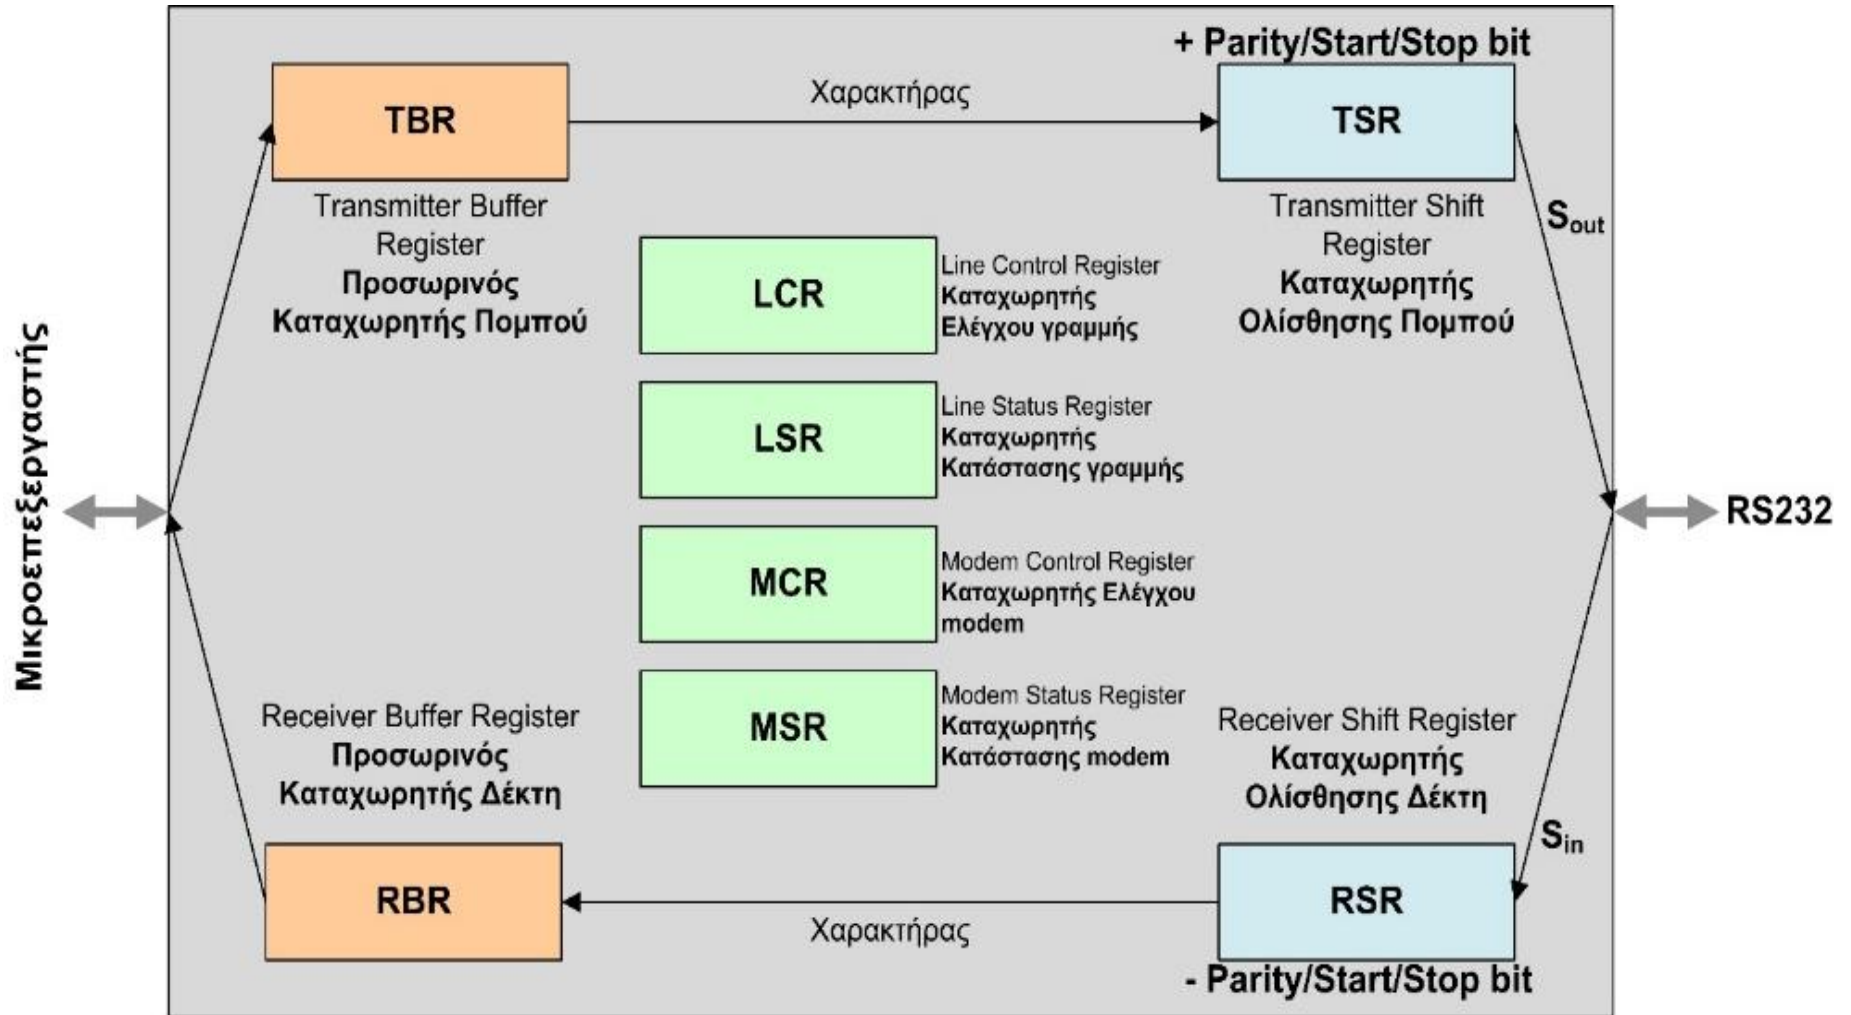 + Parity/Start/Stop bit
TBR
Χαρακτήρας
TSR
Transmitter Buffer
Register
Προσωρινός
Καταχωρητής Πομπού
Transmitter Shift
Register
Καταχωρητής
Ολίσθησης Πομπού
Sout
LCR
Line Control Register
Καταχωρητής
Ελέγχου γραμμής
LSR
Line Status Register
Καταχωρητής
Κατάστασης γραμμής
Μικροεπεξεργαστής
RS232
MCR
Modem Control Register
Καταχωρητής Ελέγχου
modem
MSR
Modem Status Register
Καταχωρητής
Κατάστασης modem
Receiver Buffer Register
Προσωρινός
Καταχωρητής Δέκτη
Receiver Shift Register
Καταχωρητής
Ολίσθησης Δέκτη
Sin
RBR
Χαρακτήρας
RSR
- Parity/Start/Stop bit